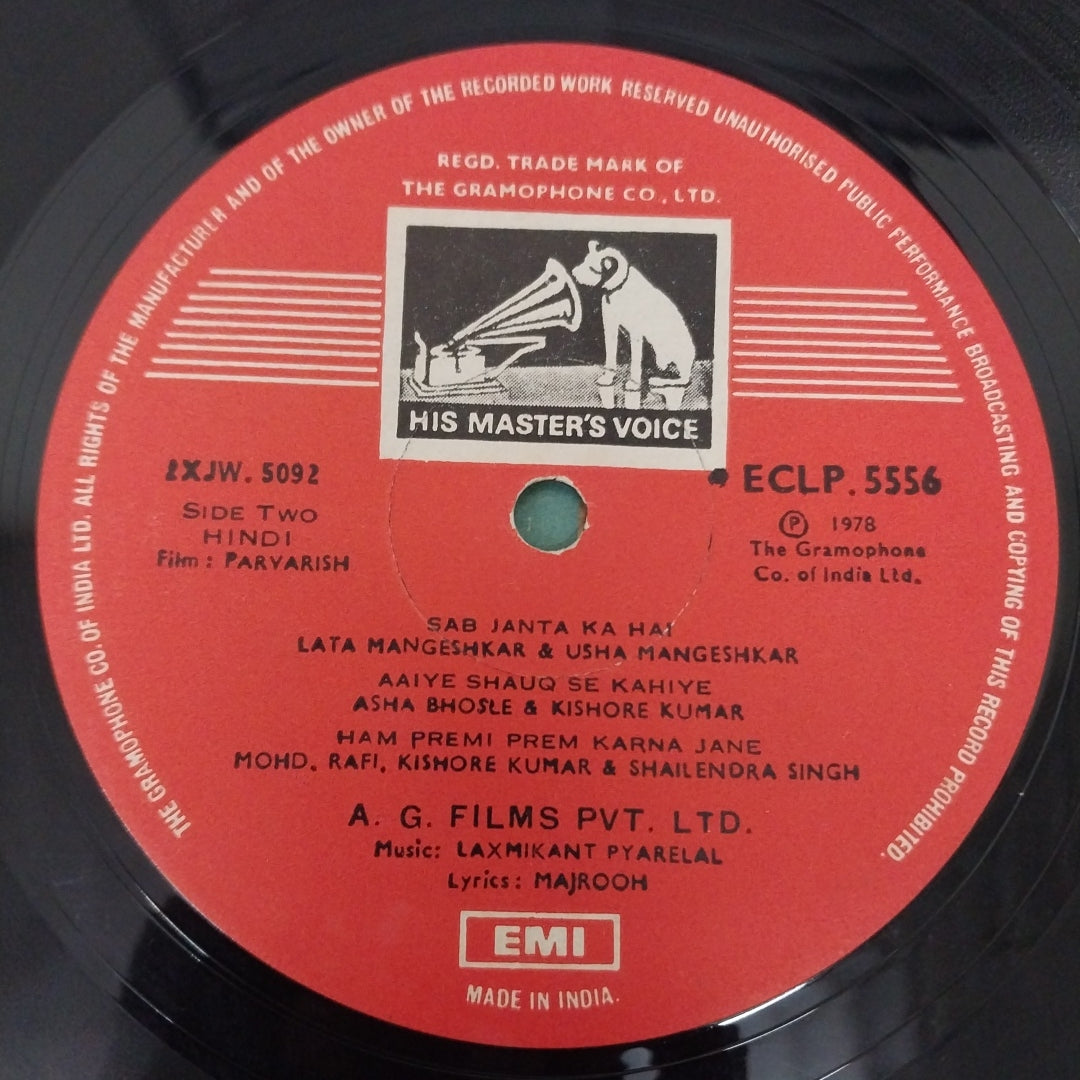 THE GRAMOPHONE CO. OF INDIA LTD. ALL RIGHTS OF THE MANUFACTURER AND OF THE OWNER OF THE RECORDED WORK RESERVED UNAUTHORISED PUBLIC PERFORMANCE BROADCASTING AND COPYING OF THIS RECORD PROHIBITED.
REGD. TRADE MARK OF
THE GRAMOPHONE CO., LTD.
HIS MASTER'S VOICE
2XJW. 5092
SIDE TWO
HINDI
Film : PARVARISH
ECLP. 5556
Ⓟ 1978
The Gramophone
Co. of India Ltd.
SAB JANTA KA HAI
LATA MANGESHKAR & USHA MANGESHKAR
AAIYE SHAUQ SE KAHIYE
ASHA BHOSLE & KISHORE KUMAR
HAM PREMI PREM KARNA JANE
MOHD. RAFI, KISHORE KUMAR & SHAILENDRA SINGH
A. G. FILMS PVT. LTD.
Music: LAXMIKANT PYARELAL
Lyrics: MAJROOH
EMI
MADE IN INDIA.